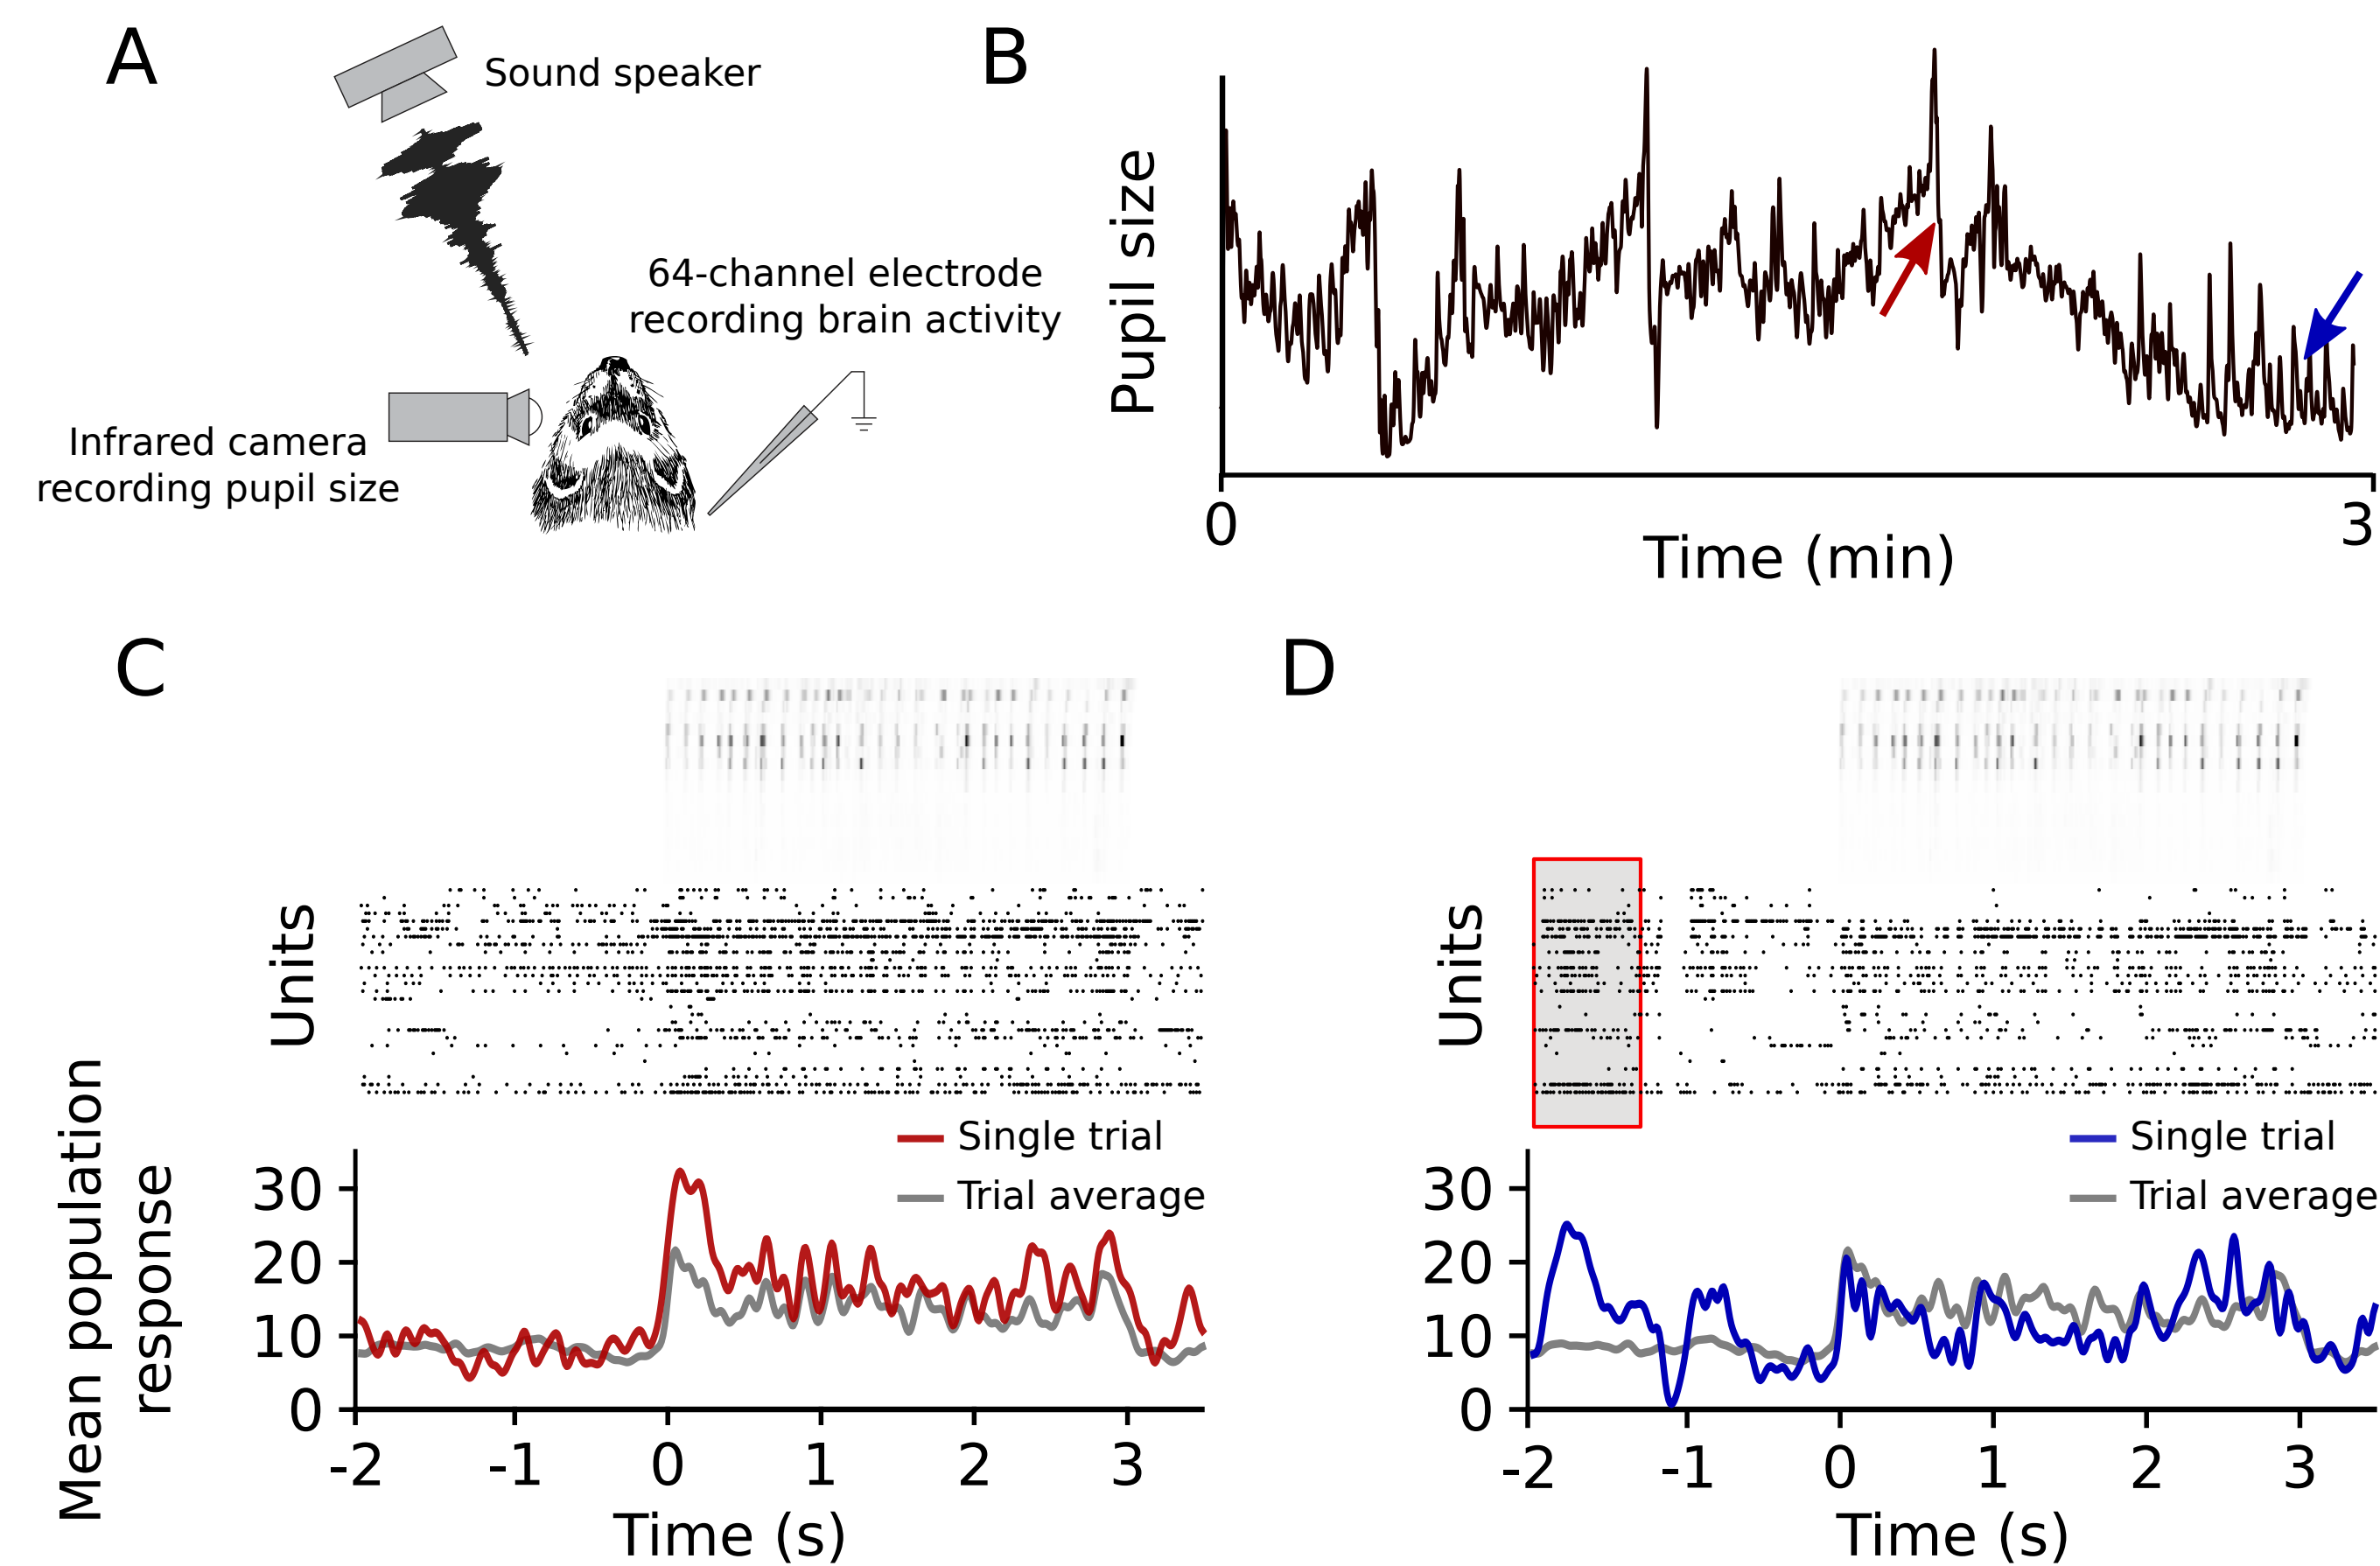 A
Sound speaker
64-channel electrode
recording brain activity
Infrared camera
recording pupil size
B
Pupil size
0
3
Time (min)
C
Units
Mean population
response
Single trial
Trial average
30
20
10
0
-2
-1
0
1
2
3
Time (s)
D
Units
Single trial
Trial average
30
20
10
0
-2
-1
0
1
2
3
Time (s)